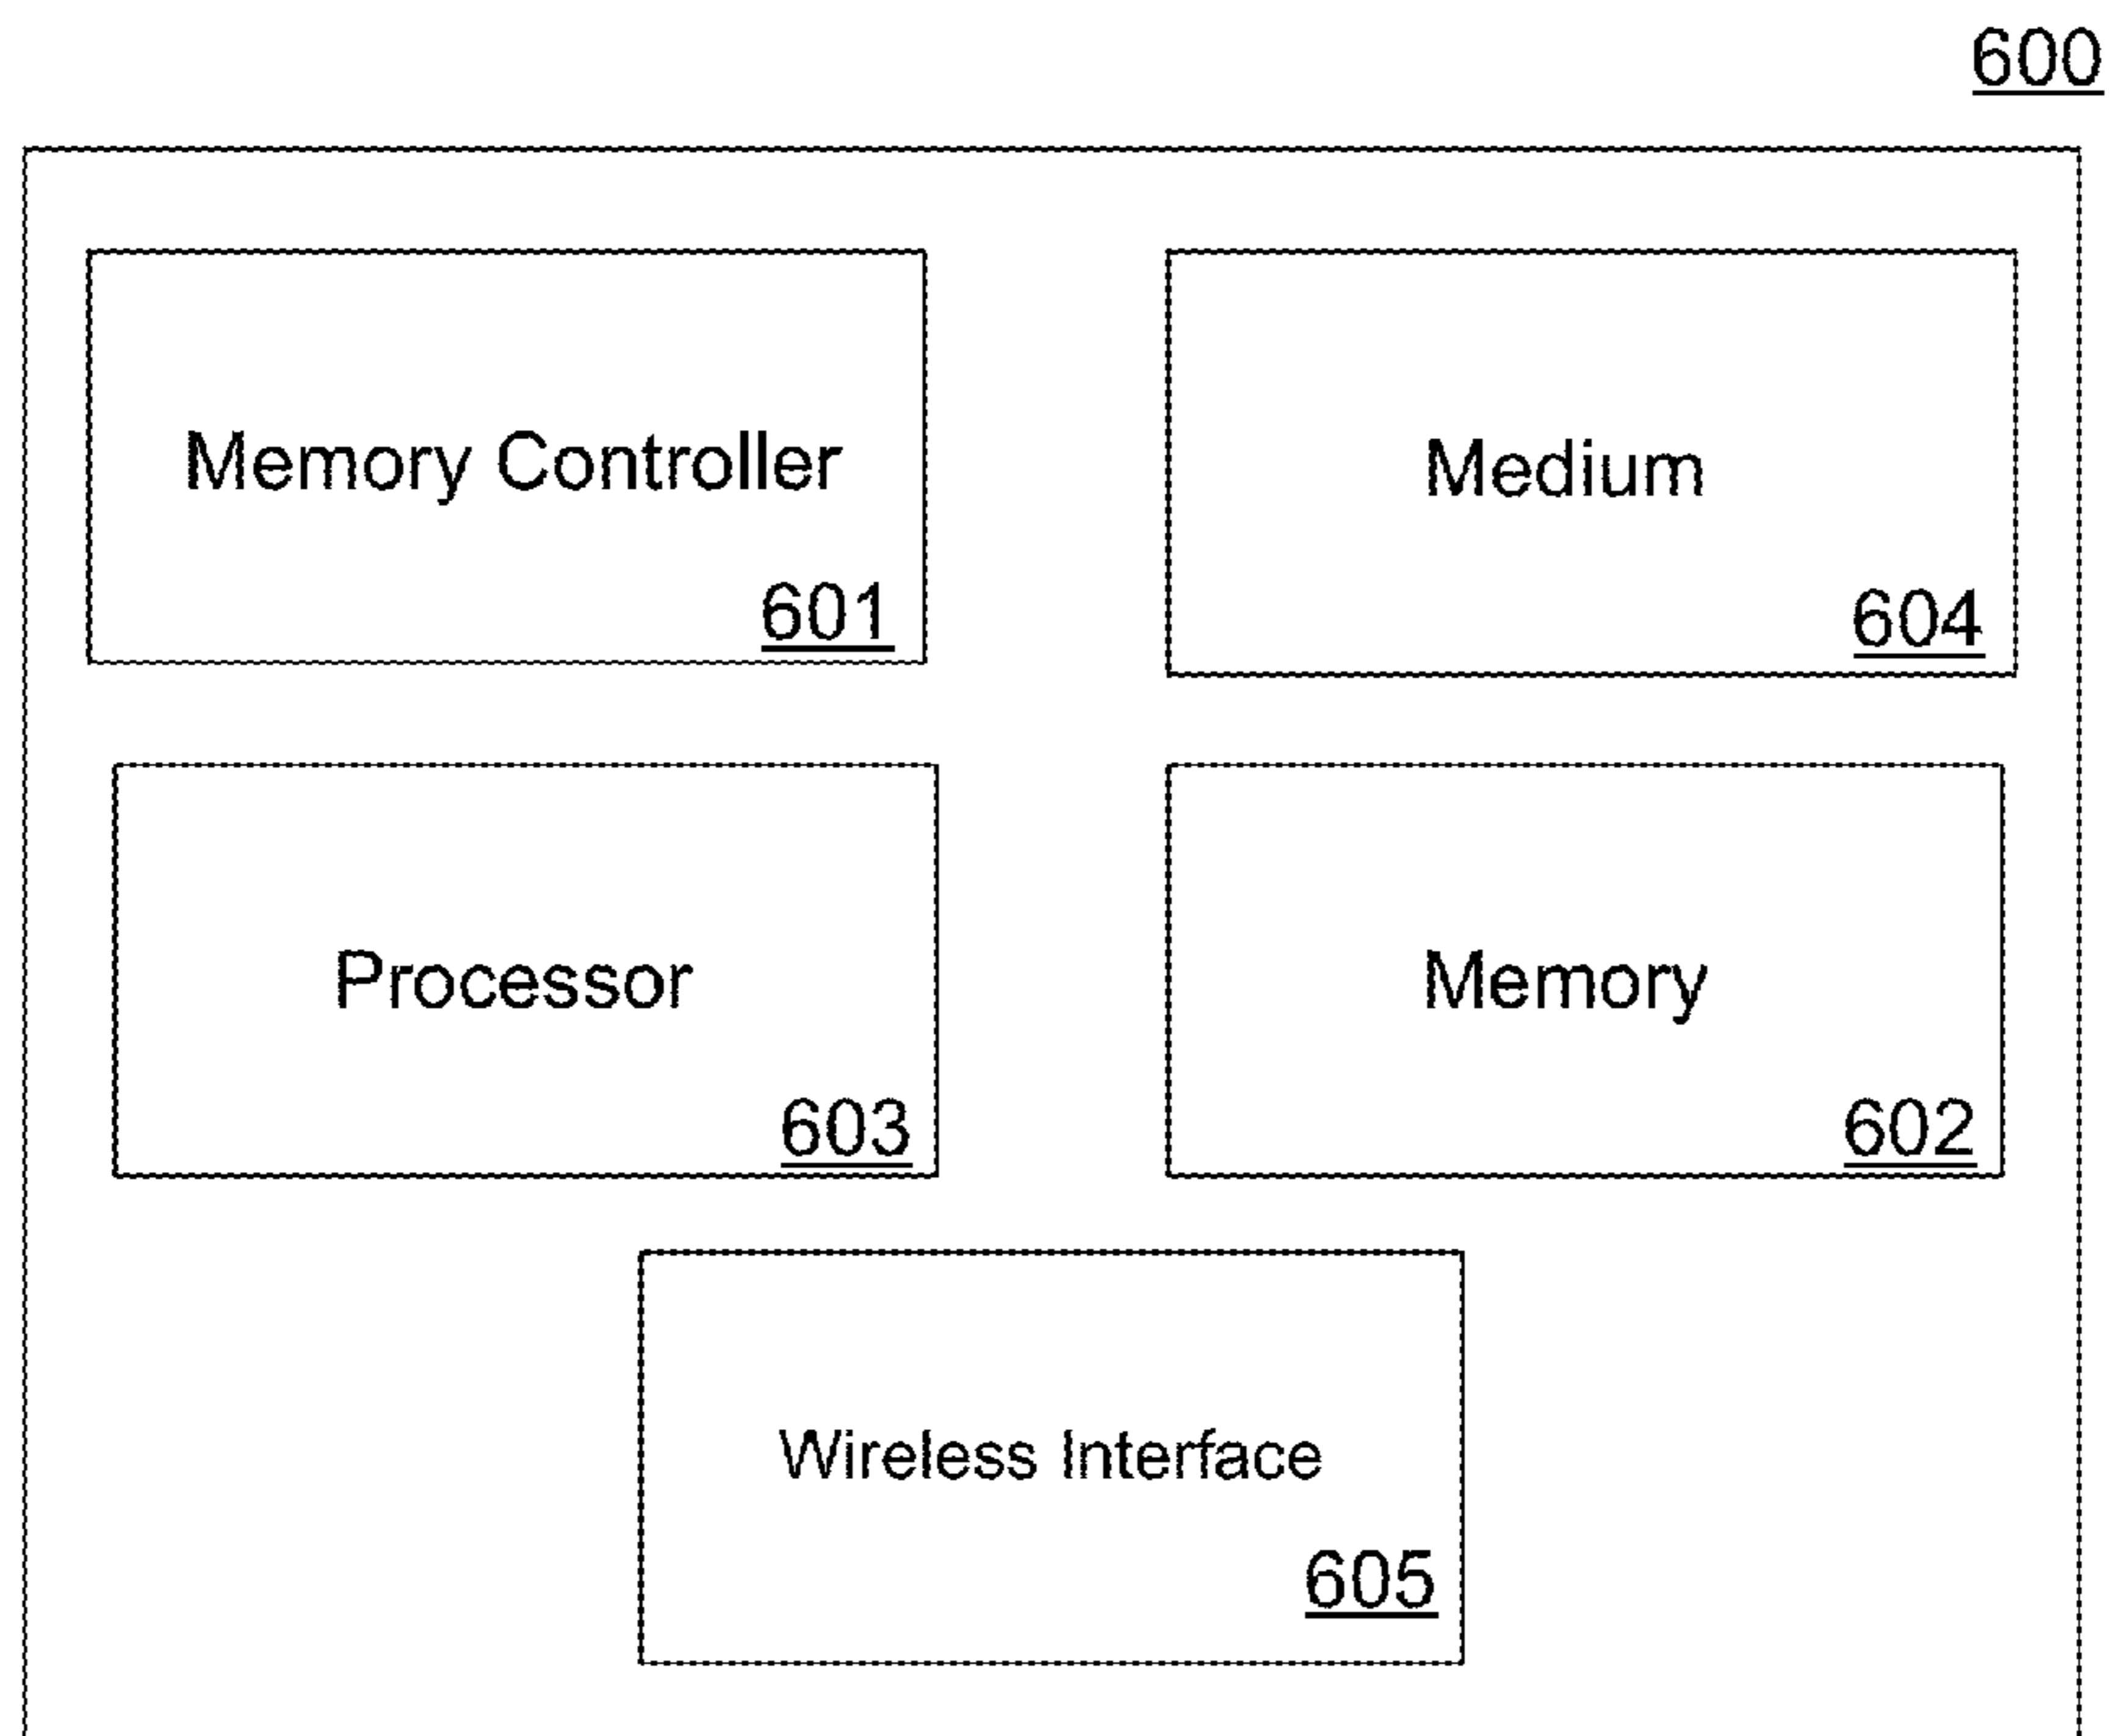 600
Memory Controller
601
Medium
604
Processor
603
Memory
602
Wireless Interface
605